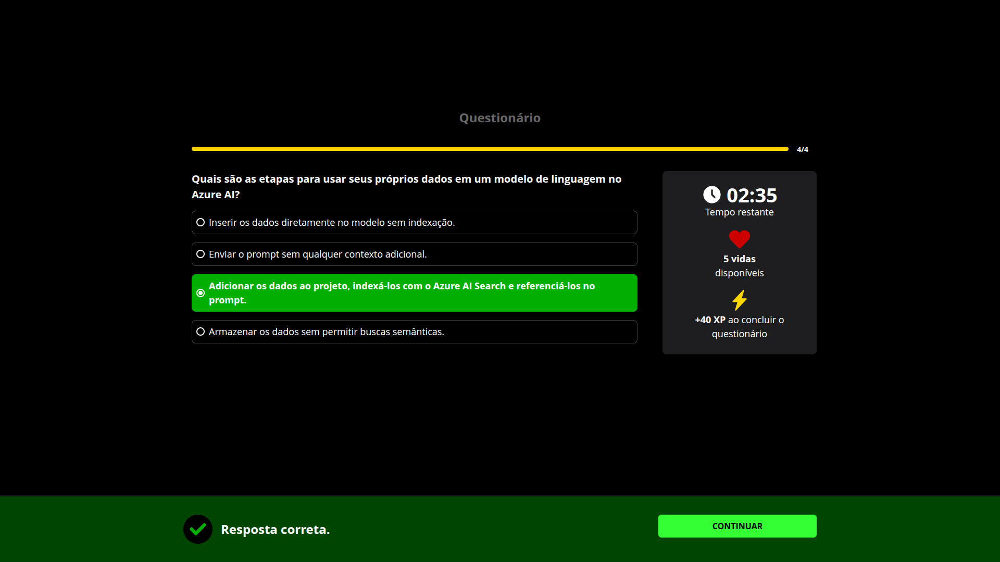 Questionário
4/4
Quais são as etapas para usar seus próprios dados em um modelo de linguagem no
Azure AI?
Inserir os dados diretamente no modelo sem indexação.
Enviar o prompt sem qualquer contexto adicional.
Adicionar os dados ao projeto, indexá-los com o Azure AI Search e referenciá-los no
prompt.
Armazenar os dados sem permitir buscas semânticas.
02:35
Tempo restante
5 vidas
disponíveis
+40 XP ao concluir o
questionário
Resposta correta.
CONTINUAR